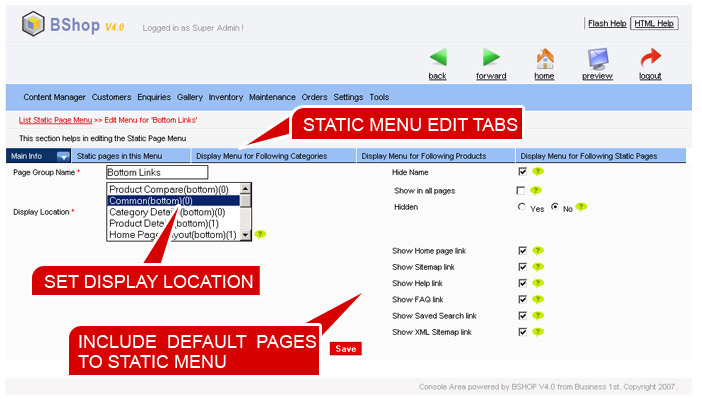 BShop V4.0
Logged in as Super Admin !
Flash Help HTML Help
back forward home preview logout
Content Manager Customers Enquiries Gallery Inventory Maintenance Orders Settings Tools
List Static Page Menu >> Edit Menu for 'Bottom Links'
STATIC MENU EDIT TABS
This section helps in editing the Static Page Menu
Main Info Static pages in this Menu Display Menu for Following Categories Display Menu for Following Products Display Menu for Following Static Pages
Page Group Name * Bottom Links
Hide Name ?
Product Compare(bottom)(0)
Show in all pages ?
Common(bottom)(0)
Display Location *
Category Detail (bottom)(0)
Hidden Yes No ?
Product Detail (bottom)(1)
Home Page (bottom)(1) ?
SET DISPLAY LOCATION
Show Home page link ?
Show Sitemap link ?
Show Help link ?
Show FAQ link ?
Show Saved Search link ?
Show XML Sitemap link ?
INCLUDE DEFAULT PAGES
TO STATIC MENU
Save
Console Area powered by BSHOP V4.0 from Business 1st. Copyright 2007.